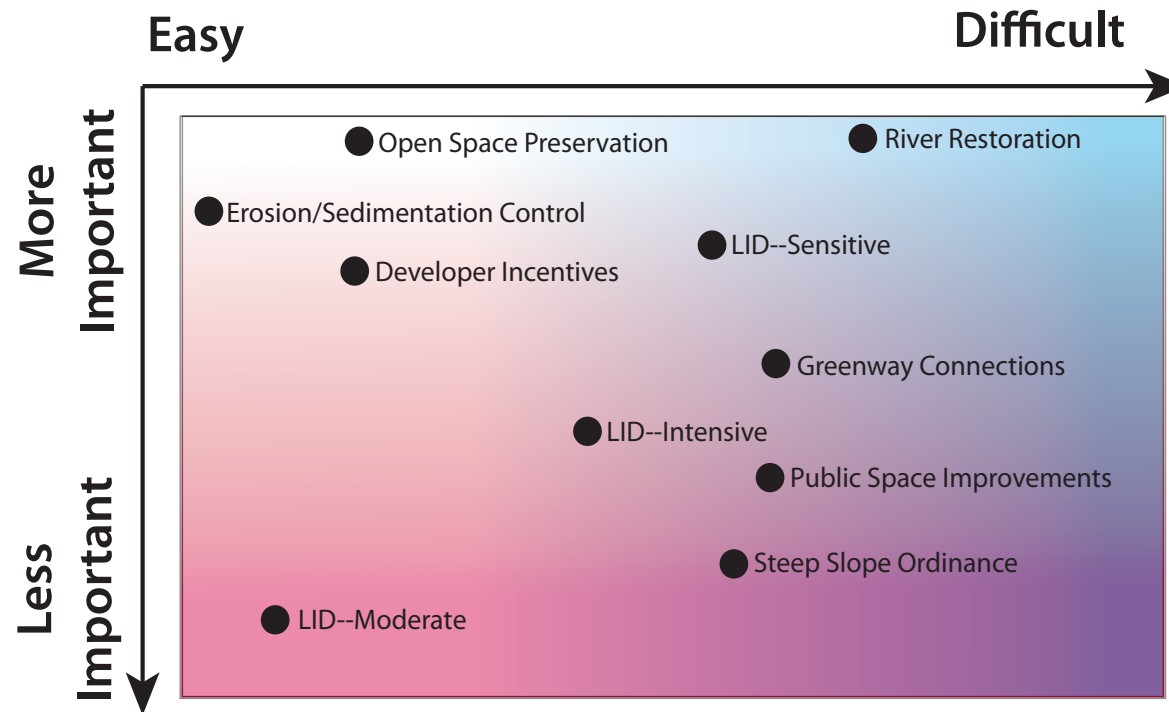 Easy
Difficult
More
Important
Less
Important
Open Space Preservation
River Restoration
Erosion/Sedimentation Control
LID--Sensitive
Developer Incentives
Greenway Connections
LID--Intensive
Public Space Improvements
Steep Slope Ordinance
LID--Moderate